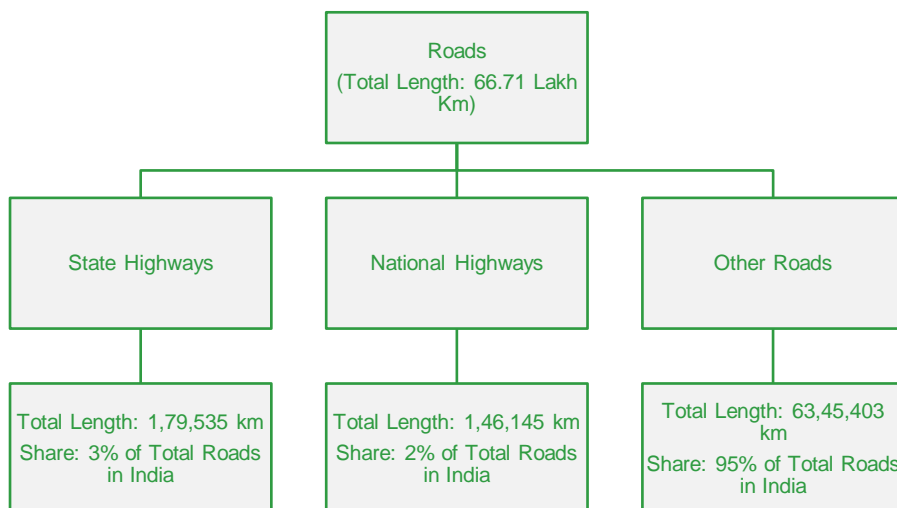 Roads
(Total Length: 66.71 Lakh
Km)
State Highways
National Highways
Other Roads
Total Length: 1,79,535 km
Share: 3% of Total Roads
in India
Total Length: 1,46,145 km
Share: 2% of Total Roads
in India
Total Length: 63,45,403
km
Share: 95% of Total Roads
in India